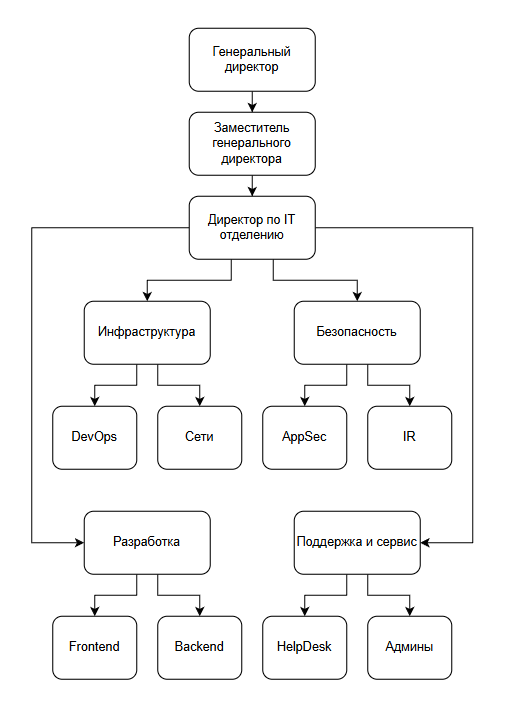 Генеральный
директор
Заместитель
генерального
директора
Директор по IT
отделению
Инфраструктура
Безопасность
DevOps
Сети
AppSec
IR
Разработка
Поддержка и сервис
Frontend
Backend
HelpDesk
Админы